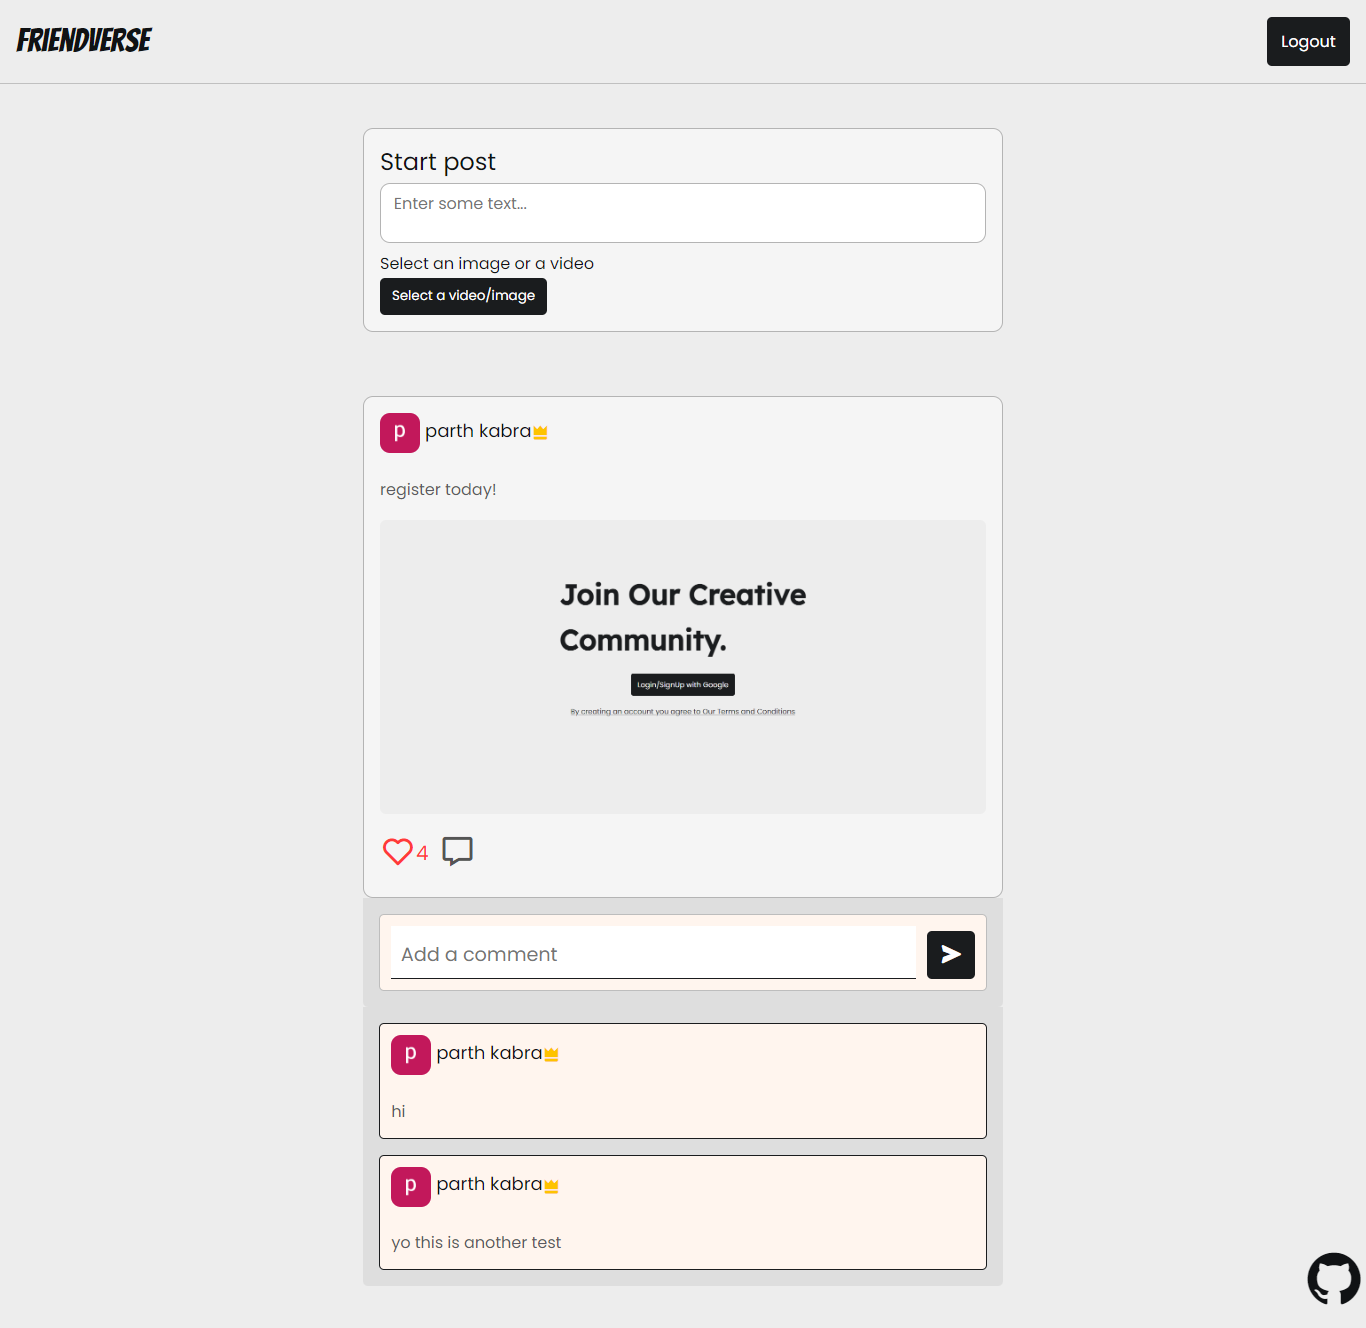 FRIENDVERSE
Logout
Start post
Enter some text...
Select an image or a video
Select a video/image
p parth kabra
register today!
Join Our Creative
Community.
Login/SignUp with Google
By creating an account you agree to Our Terms and Conditions
4
Add a comment
p parth kabra
hi
p parth kabra
yo this is another test